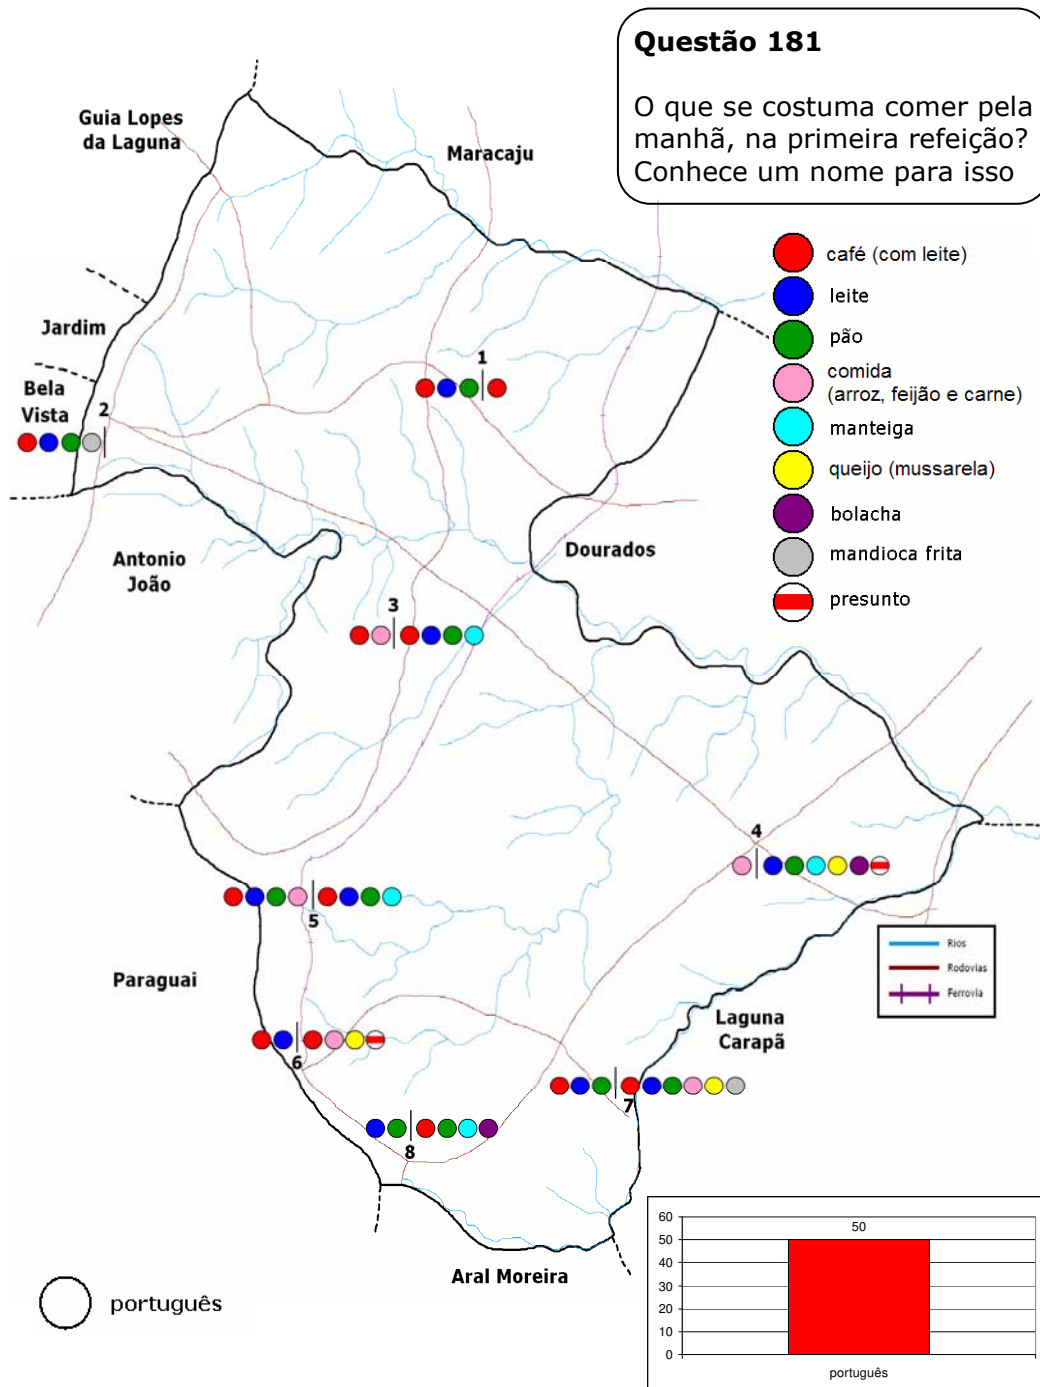 Questão 181
O que se costuma comer pela
manhã, na primeira refeição?
Conhece um nome para isso
Guia Lopes
da Laguna
Maracaju
café (com leite)
leite
pão
comida
(arroz, feijão e carne)
manteiga
queijo (mussarela)
bolacha
mandioca frita
presunto
Jardim
1
Bela
Vista
2
Antonio
João
Dourados
3
4
5
Rios
Rodovias
Ferrovia
Paraguai
Laguna
Carapã
6
7
8
Aral Moreira
português
60
50
40
30
20
10
0
50
português